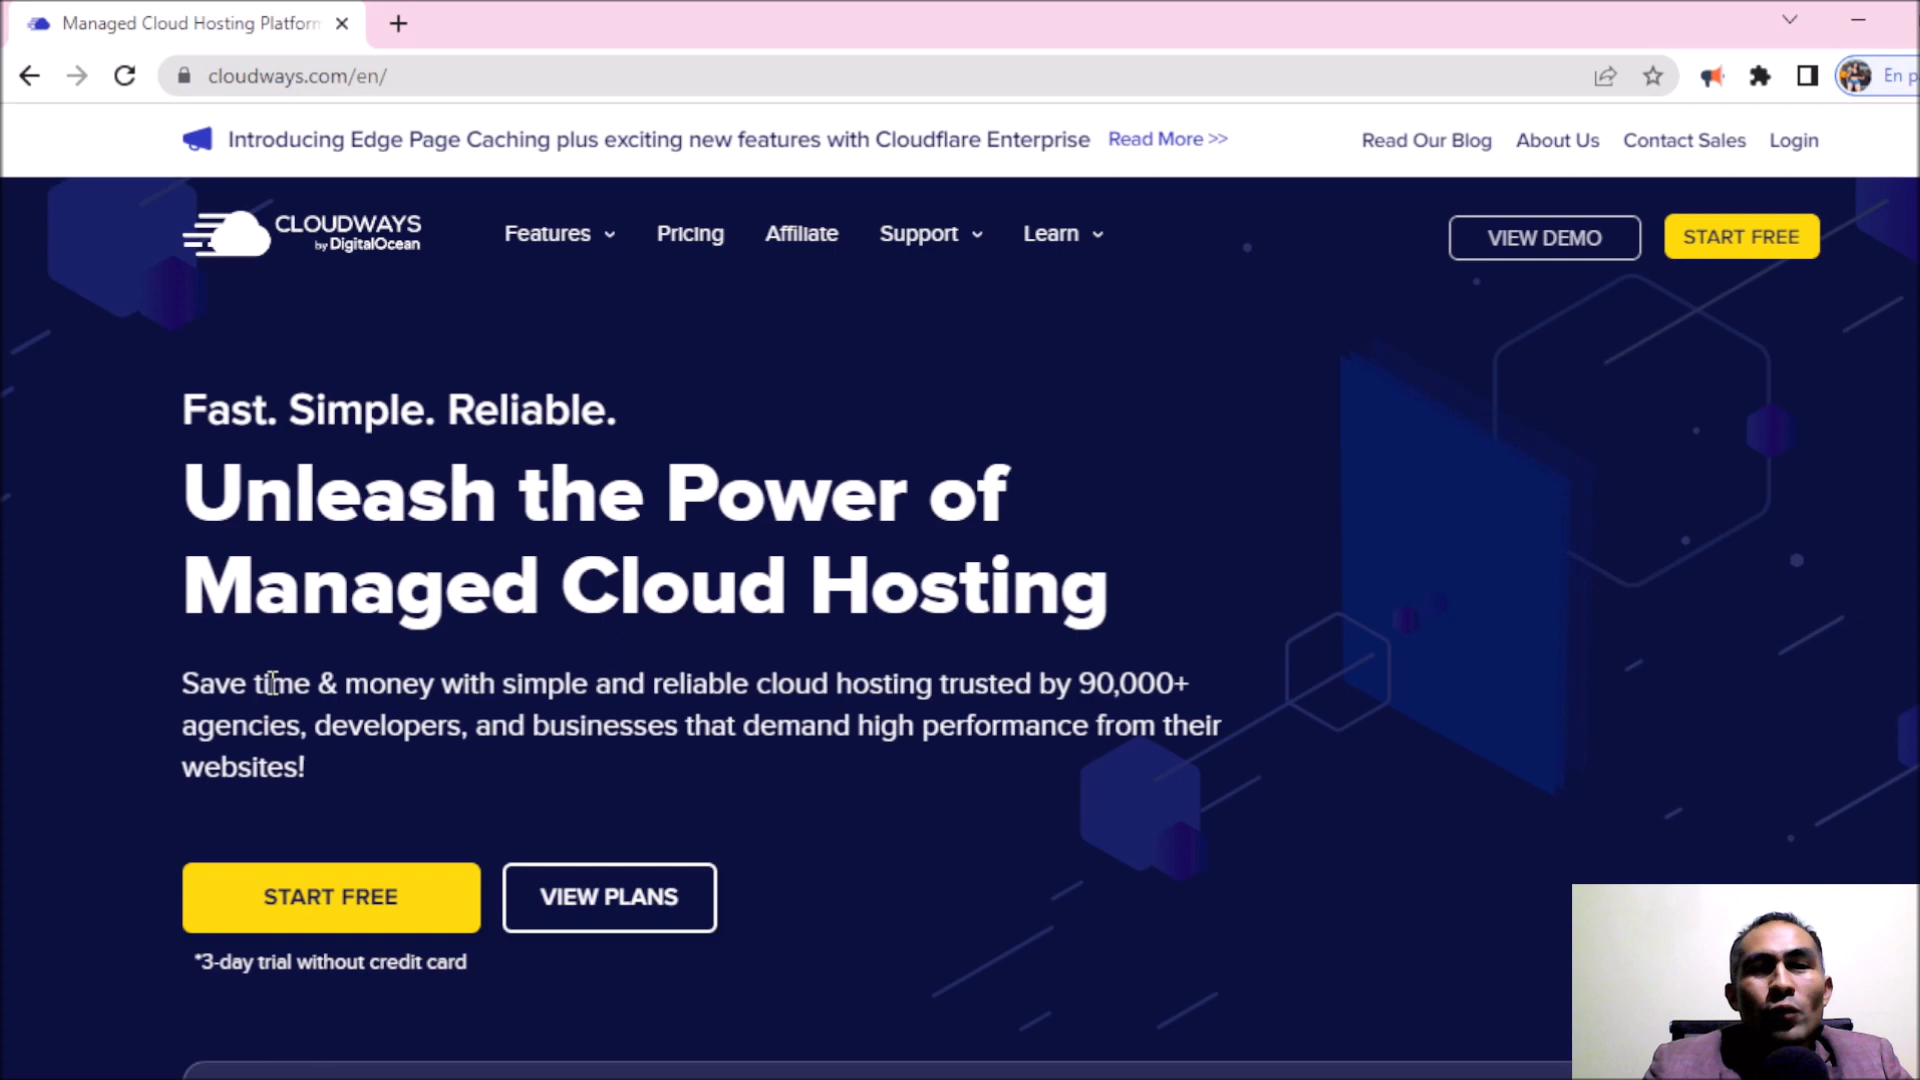 Managed Cloud Hosting Platform
cloudways.com/en/
En p
Introducing Edge Page Caching plus exciting new features with Cloudflare Enterprise Read More >>
Read Our Blog About Us Contact Sales Login
CLOUDWAYS
by DigitalOcean
Features Pricing Affiliate Support Learn
VIEW DEMO START FREE
Fast. Simple. Reliable.
Unleash the Power of
Managed Cloud Hosting
Save time & money with simple and reliable cloud hosting trusted by 90,000+
agencies, developers, and businesses that demand high performance from their
websites!
START FREE VIEW PLANS
*3-day trial without credit card